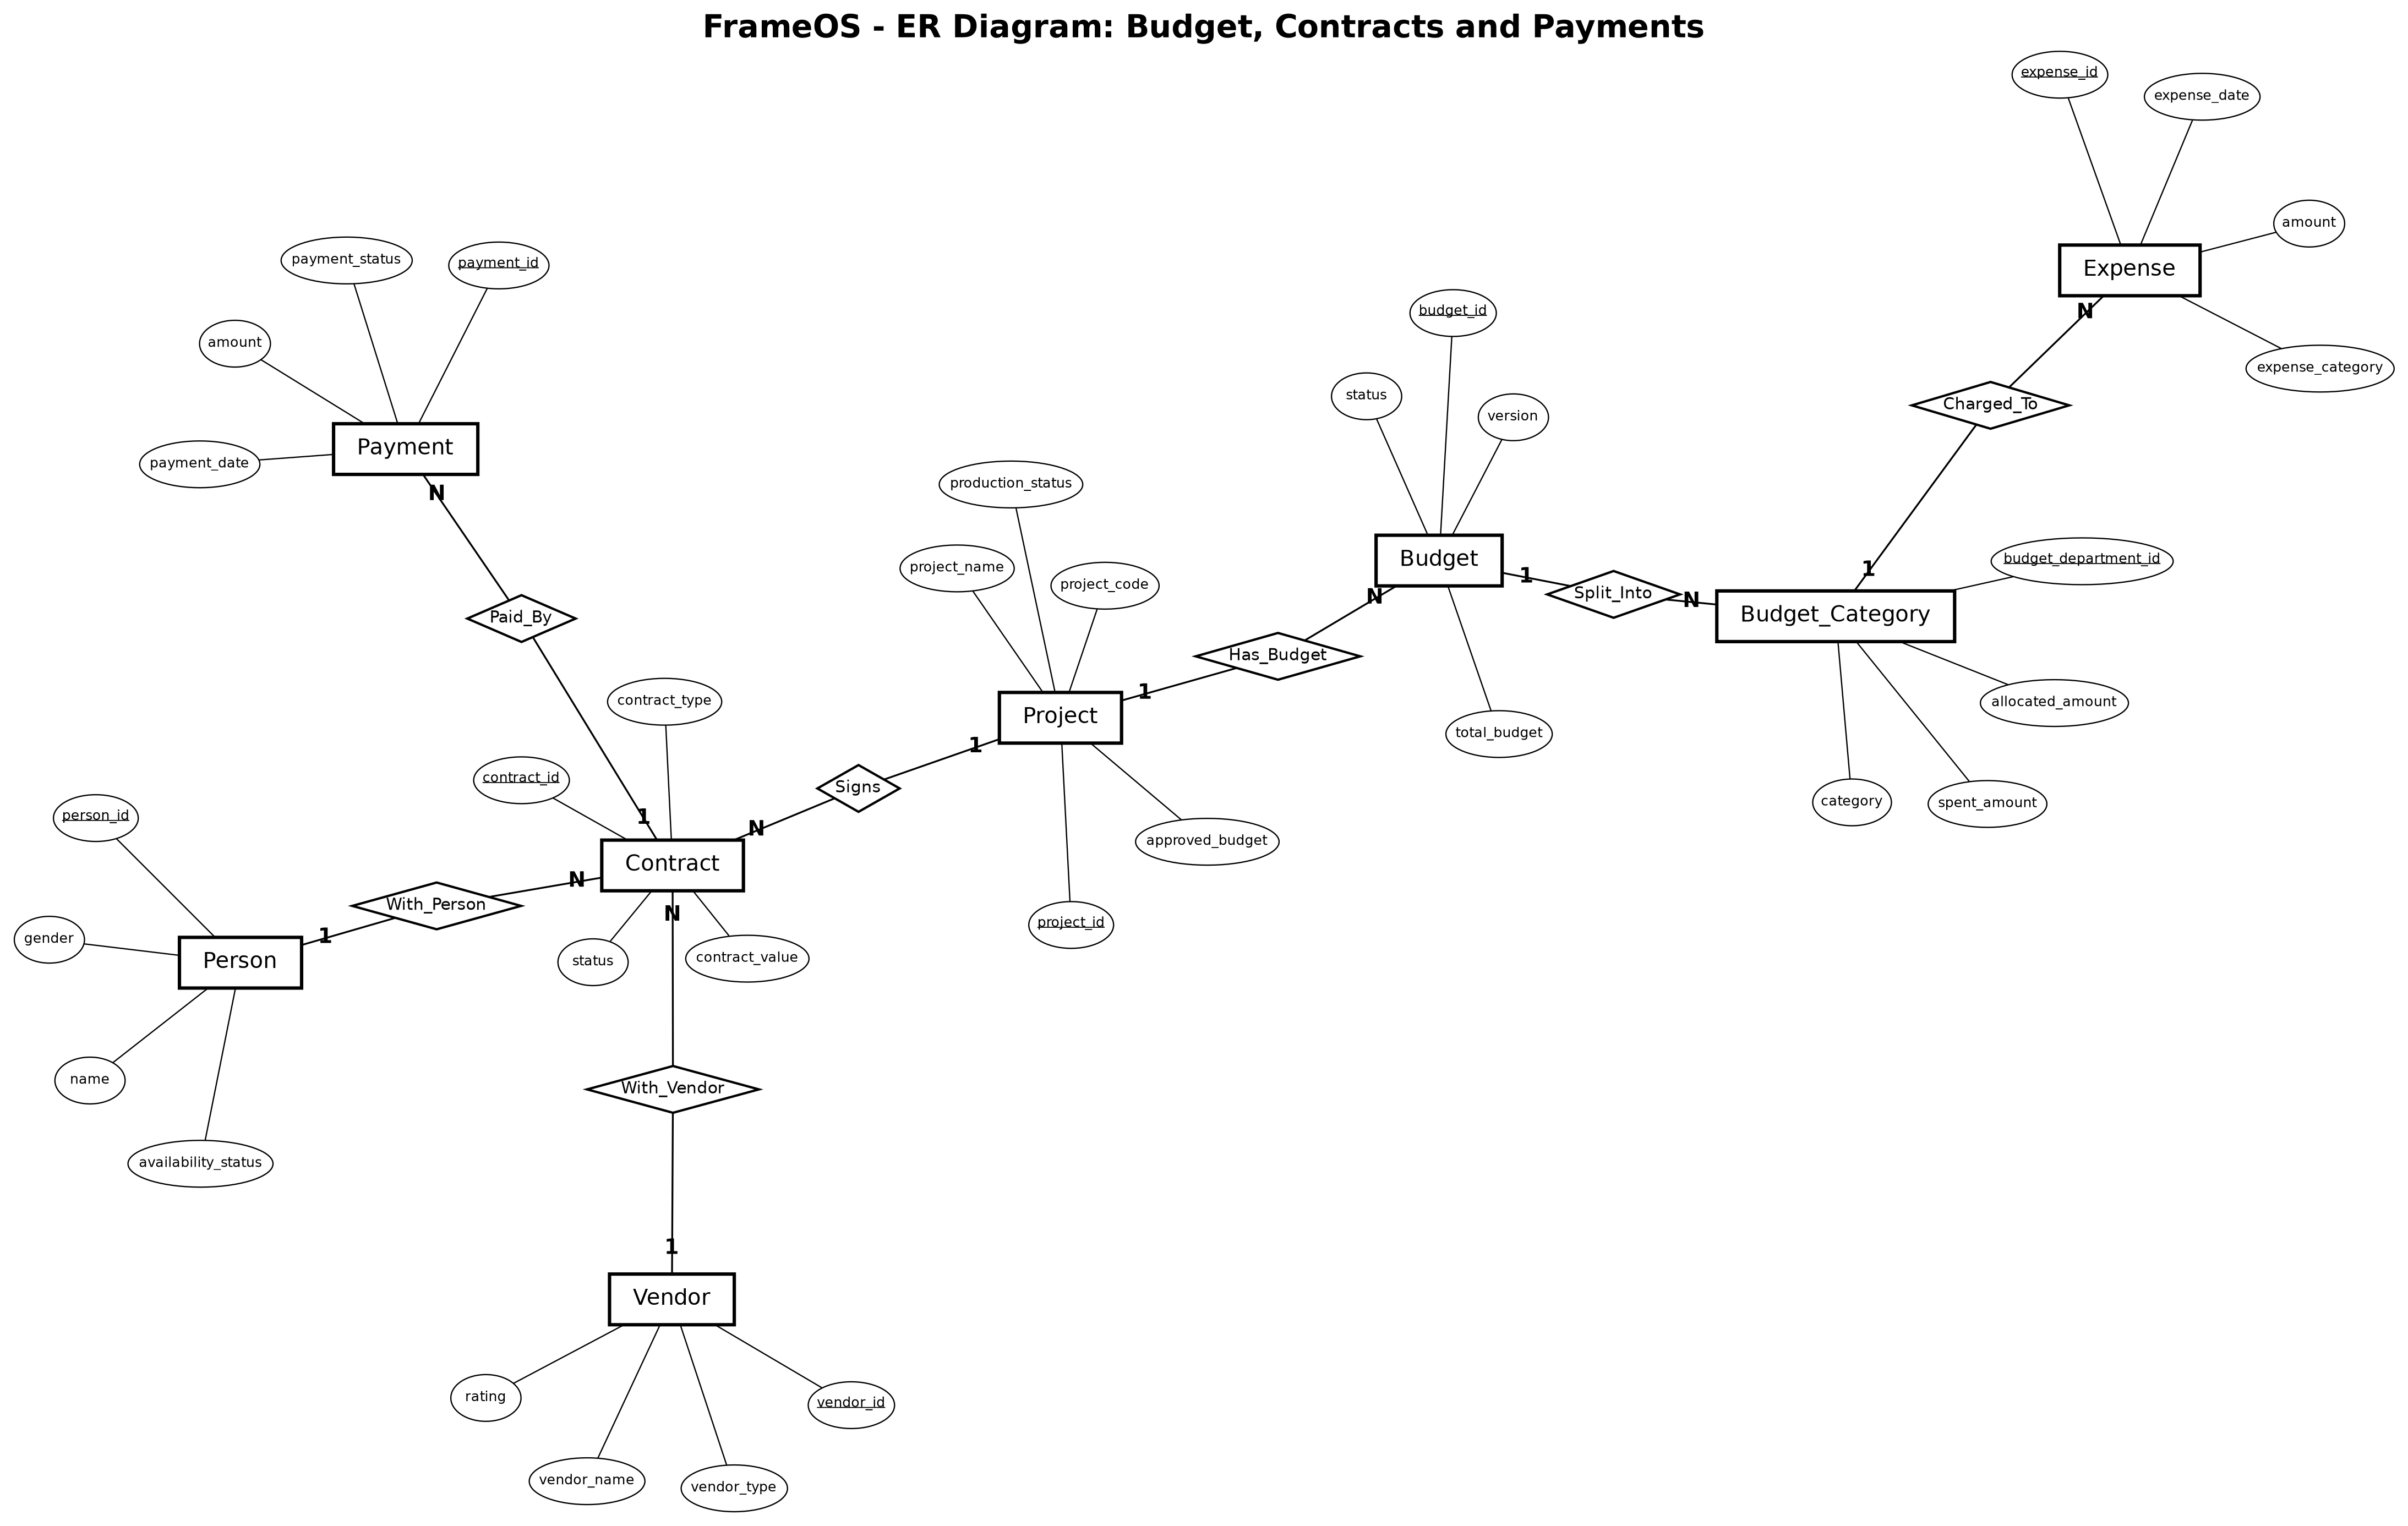 FrameOS - ER Diagram: Budget, Contracts and Payments
expense_id
expense_date
amount
Expense
N
expense_category
Charged_To
1
payment_status
payment_id
amount
Payment
payment_date
N
Paid_By
1
budget_id
status
version
Budget
1
Split_Into
N
N
Has_Budget
1
total_budget
budget_department_id
Budget_Category
allocated_amount
category
spent_amount
production_status
project_name
project_code
Project
1
Signs
N
approved_budget
project_id
contract_type
contract_id
Contract
N
status
contract_value
person_id
With_Person
N
1
gender
Person
name
availability_status
With_Vendor
1
Vendor
rating
vendor_id
vendor_name
vendor_type